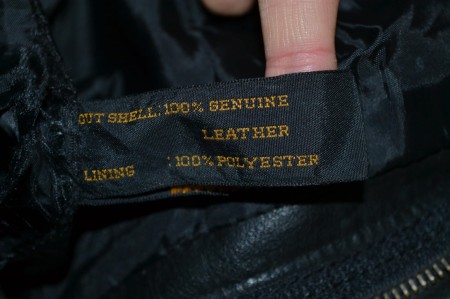 OUT SHELL:100% GENUINE
LEATHER
LINING :100% POLYESTER